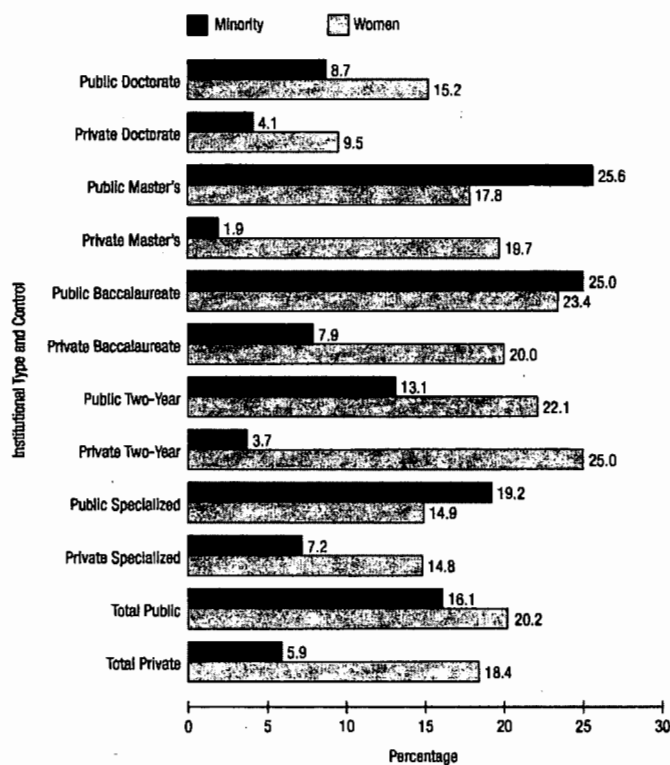 Minority Women
Public Doctorate 8.7
15.2
Private Doctorate 4.1
9.5
Public Master's 25.6
17.8
Private Master's 1.9
19.7
Public Baccalaureate 25.0
23.4
Private Baccalaureate 7.9
20.0
Public Two-Year 13.1
22.1
Private Two-Year 3.7
25.0
Public Specialized 19.2
14.9
Private Specialized 7.2
14.8
Total Public 16.1
20.2
Total Private 5.9
18.4
Institutional Type and Control
0 5 10 15 20 25 30
Percentage